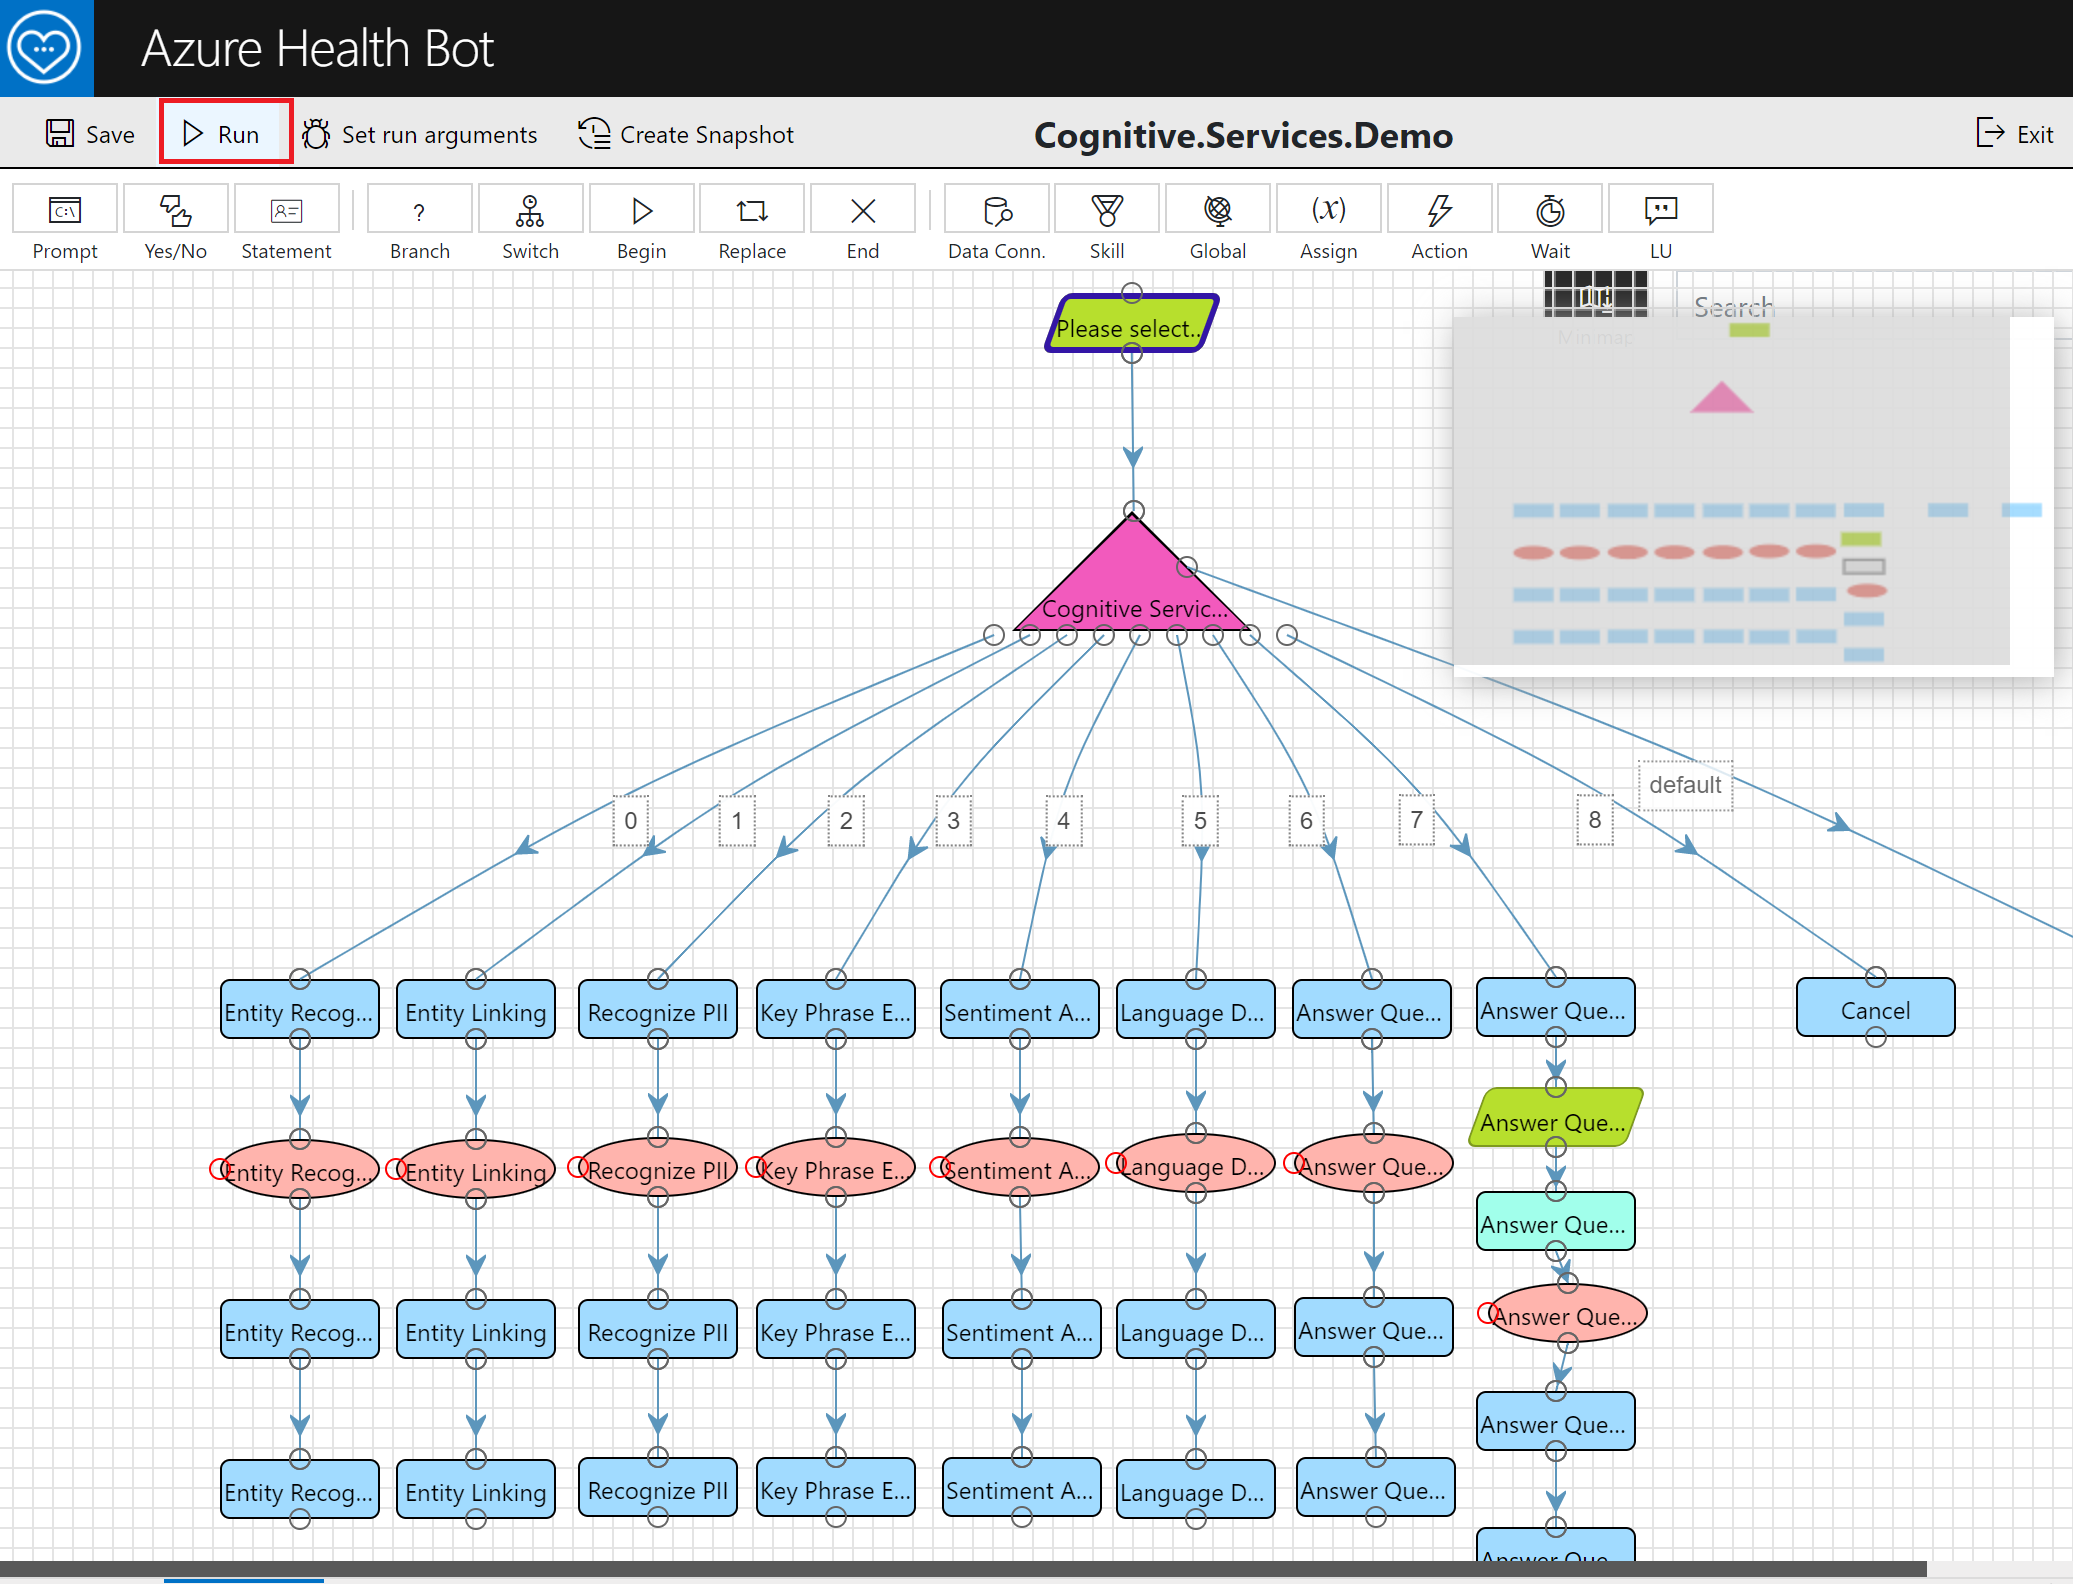 Azure Health Bot
Save
Run
Set run arguments
Create Snapshot
Cognitive.Services.Demo
Exit
C:\
?
(x)
Prompt
Yes/No
Statement
Branch
Switch
Begin
Replace
End
Data Conn.
Skill
Global
Assign
Action
Wait
LU
Search
Minimap
Please select..
Cognitive Servic...
default
0
1
2
3
4
5
6
7
8
Entity Recog...
Entity Linking
Recognize PII
Key Phrase E...
Sentiment A...
Language D...
Answer Que...
Answer Que...
Cancel
Answer Que...
Entity Recog...
Entity Linking
Recognize PII
Key Phrase E...
Sentiment A...
Language D...
Answer Que...
Answer Que...
Answer Que...
Entity Recog...
Entity Linking
Recognize PII
Key Phrase E...
Sentiment A...
Language D...
Answer Que...
Answer Que...
Entity Recog...
Entity Linking
Recognize PII
Key Phrase E...
Sentiment A...
Language D...
Answer Que...
Answer Que...